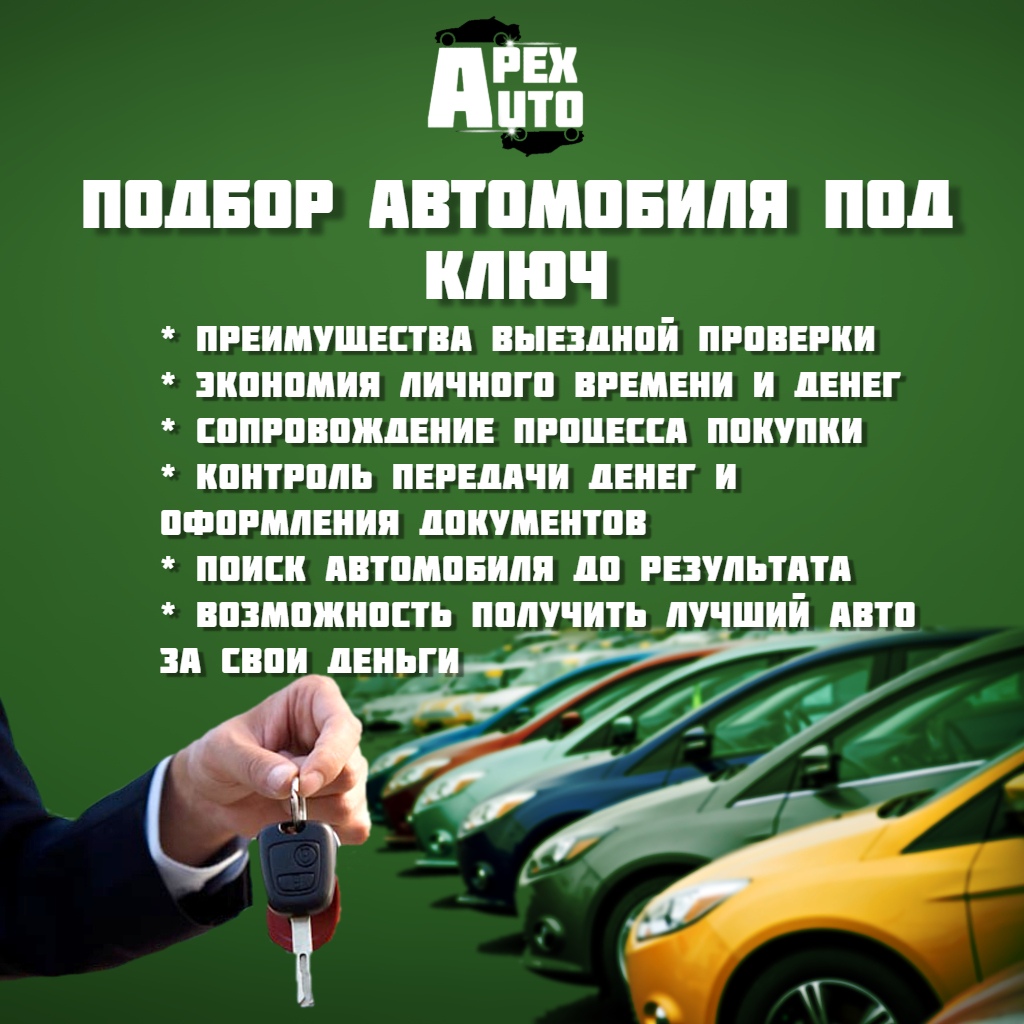 APEX
AUTO
ПОДБОР АВТОМОБИЛЯ ПОД
КЛЮЧ
* ПРЕИМУЩЕСТВА ВЫЕЗДНОЙ ПРОВЕРКИ
* ЭКОНОМИЯ ЛИЧНОГО ВРЕМЕНИ И ДЕНЕГ
* СОПРОВОЖДЕНИЕ ПРОЦЕССА ПОКУПКИ
* КОНТРОЛЬ ПЕРЕДАЧИ ДЕНЕГ И
ОФОРМЛЕНИЯ ДОКУМЕНТОВ
* ПОИСК АВТОМОБИЛЯ ДО РЕЗУЛЬТАТА
* ВОЗМОЖНОСТЬ ПОЛУЧИТЬ ЛУЧШИЙ АВТО
ЗА СВОИ ДЕНЬГИ